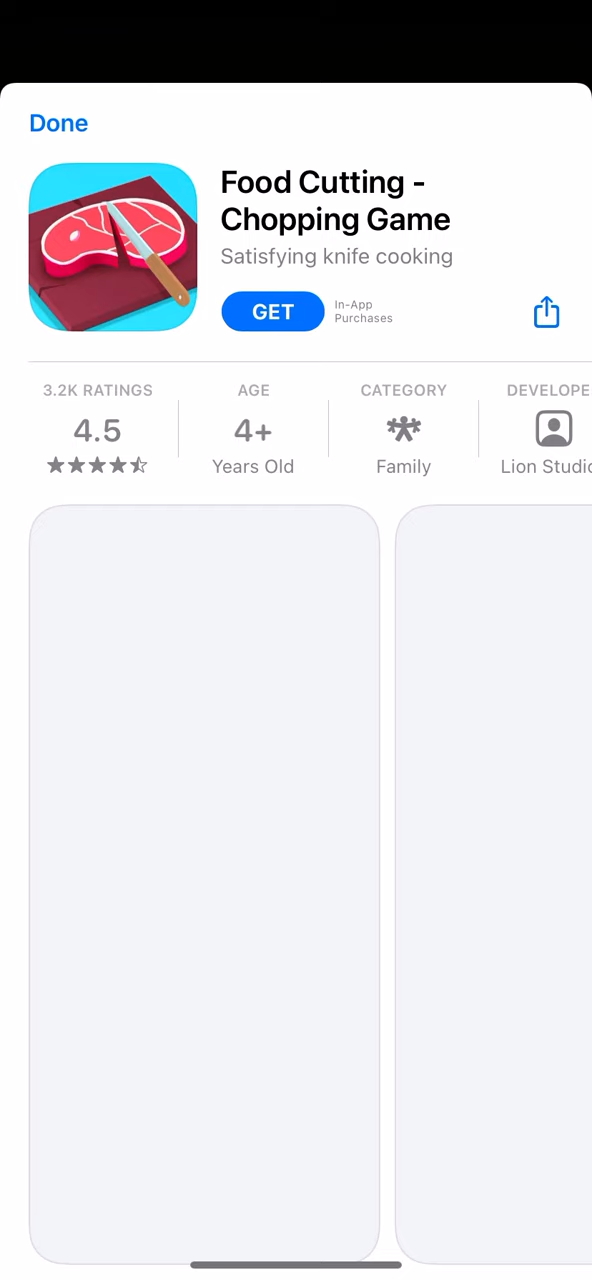 Done
Food Cutting -
Chopping Game
Satisfying knife cooking
GET
In-App
Purchases
3.2K RATINGS
AGE
CATEGORY
DEVELOPE
4.5
4+
Years Old
Family
Lion Studio